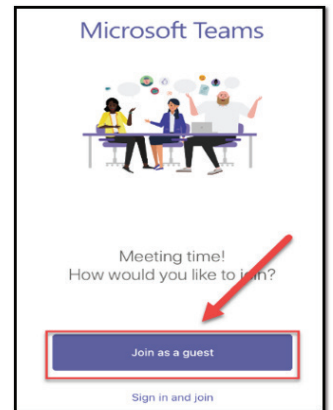 Microsoft Teams
Meeting time!
How would you like to join?
Join as a guest
Sign in and join